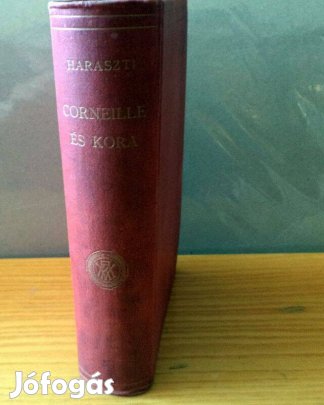 HARASZTI
CORNEILLE
ÉS KORA
Jófogás